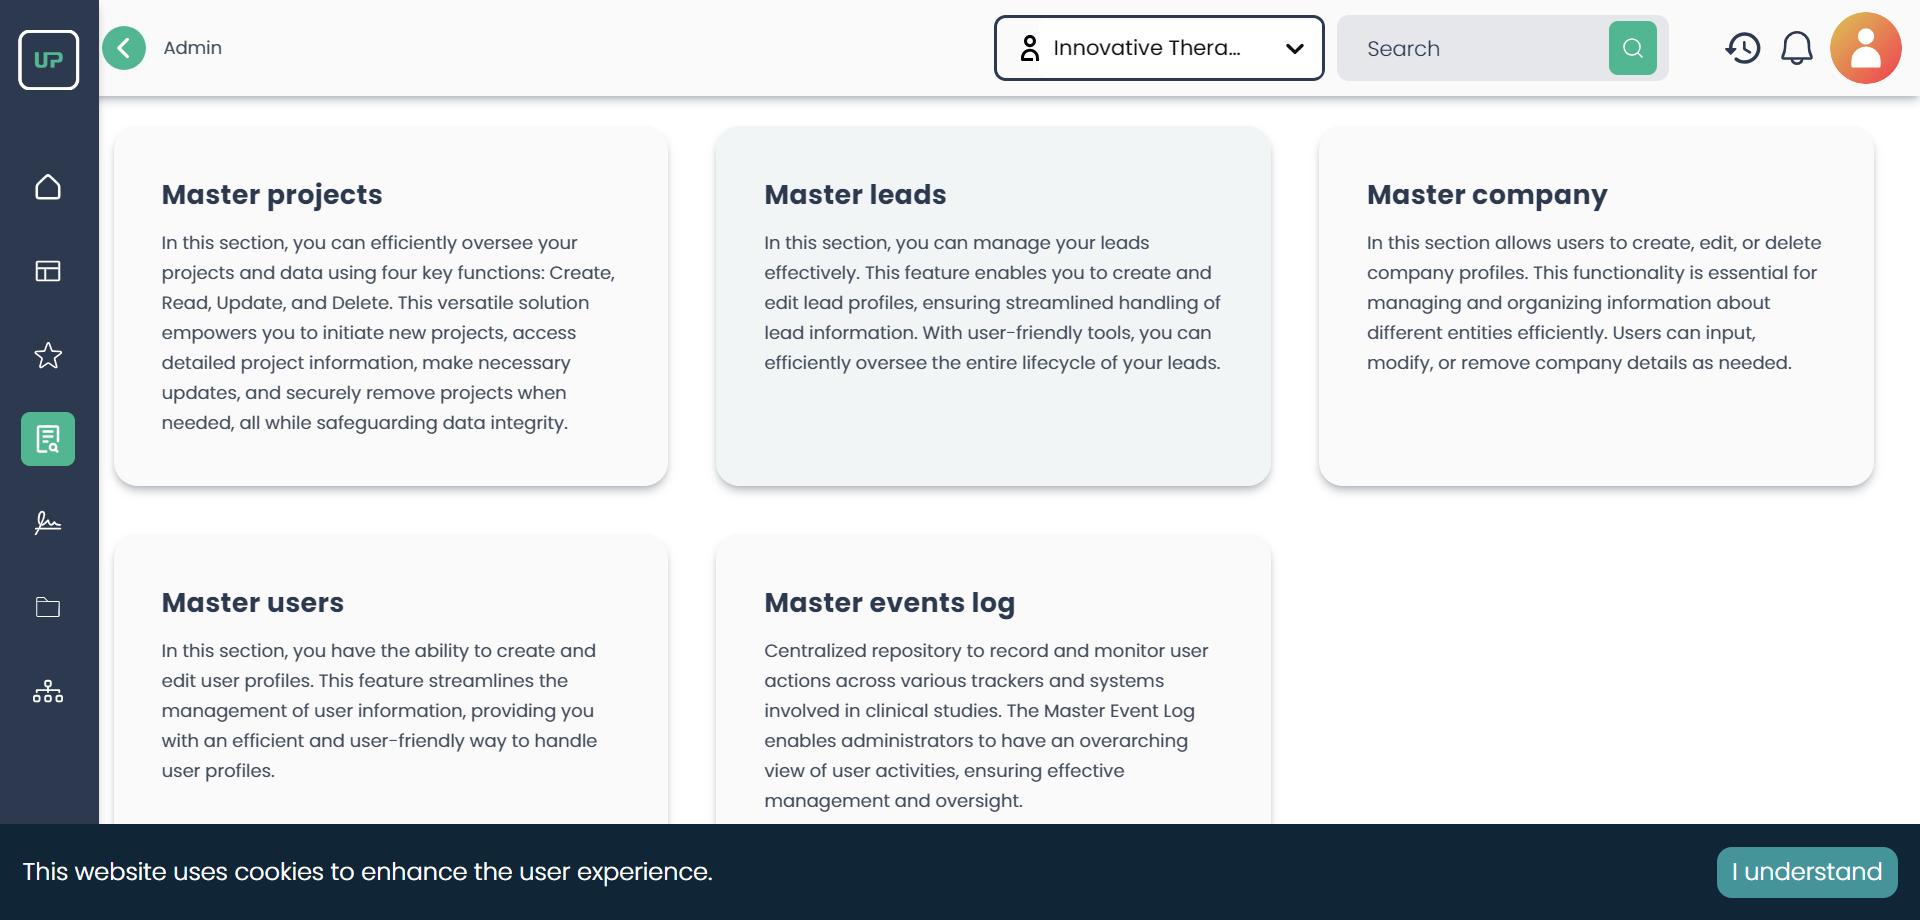 UP
Admin
Innovative Thera...
Search
Master projects
In this section, you can efficiently oversee your
projects and data using four key functions: Create,
Read, Update, and Delete. This versatile solution
empowers you to initiate new projects, access
detailed project information, make necessary
updates, and securely remove projects when
needed, all while safeguarding data integrity.
Master leads
In this section, you can manage your leads
effectively. This feature enables you to create and
edit lead profiles, ensuring streamlined handling of
lead information. With user-friendly tools, you can
efficiently oversee the entire lifecycle of your leads.
Master company
In this section allows users to create, edit, or delete
company profiles. This functionality is essential for
managing and organizing information about
different entities efficiently. Users can input,
modify, or remove company details as needed.
Master users
In this section, you have the ability to create and
edit user profiles. This feature streamlines the
management of user information, providing you
with an efficient and user-friendly way to handle
user profiles.
Master events log
Centralized repository to record and monitor user
actions across various trackers and systems
involved in clinical studies. The Master Event Log
enables administrators to have an overarching
view of user activities, ensuring effective
management and oversight.
This website uses cookies to enhance the user experience.
I understand